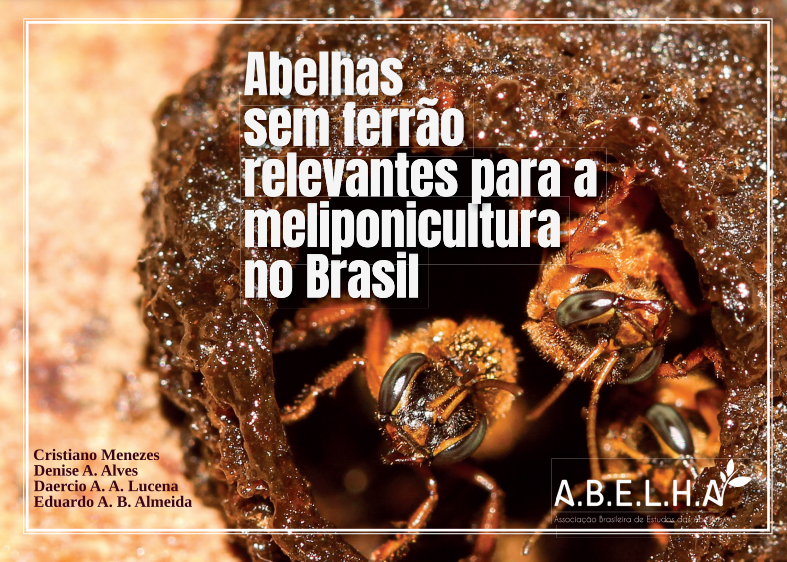 Abelhas
sem ferrão
relevantes para a
meliponicultura
no Brasil
Cristiano Menezes
Denise A. Alves
Daercio A. A. Lucena
Eduardo A. B. Almeida
A.B.E.L.H.A
Associação Brasileira de Estudos das